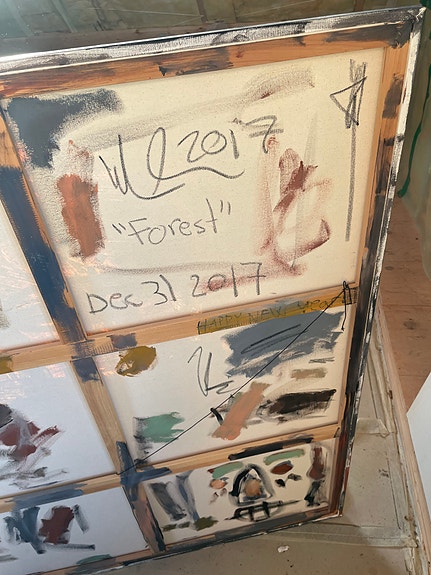 2017
"Forest"
Dec 31 2017
HAPPY NEW YEAR